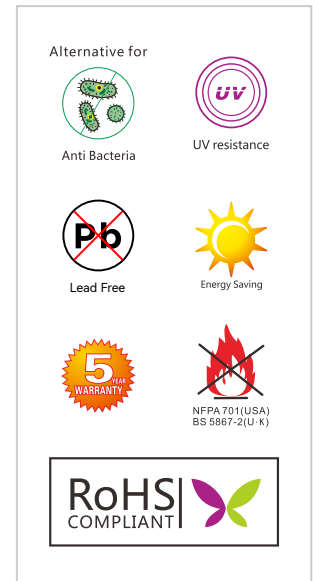 Alternative for
Anti Bacteria
UV
UV resistance
Pb
Lead Free
Energy Saving
5
YEAR
WARRANTY
NFPA 701(USA)
BS 5867-2(U·K)
RoHS
COMPLIANT